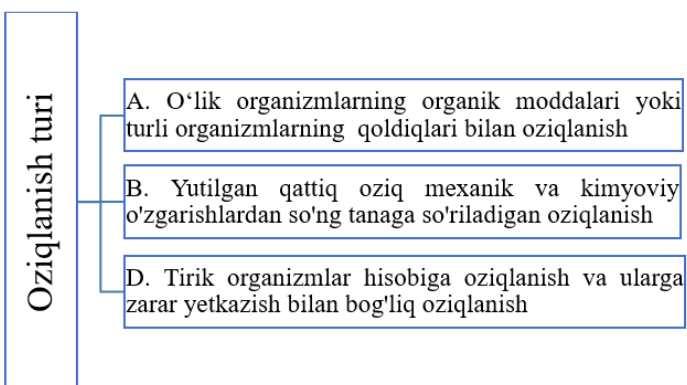 Oziqlanish turi
A. O‘lik organizmlarning organik moddalari yoki
turli organizmlarning qoldiqlari bilan oziqlanish
B. Yutilgan qattiq oziq mexanik va kimyoviy
o'zgarishlardan so'ng tanaga so'riladigan oziqlanish
D. Tirik organizmlar hisobiga oziqlanish va ularga
zarar yetkazish bilan bog'liq oziqlanish